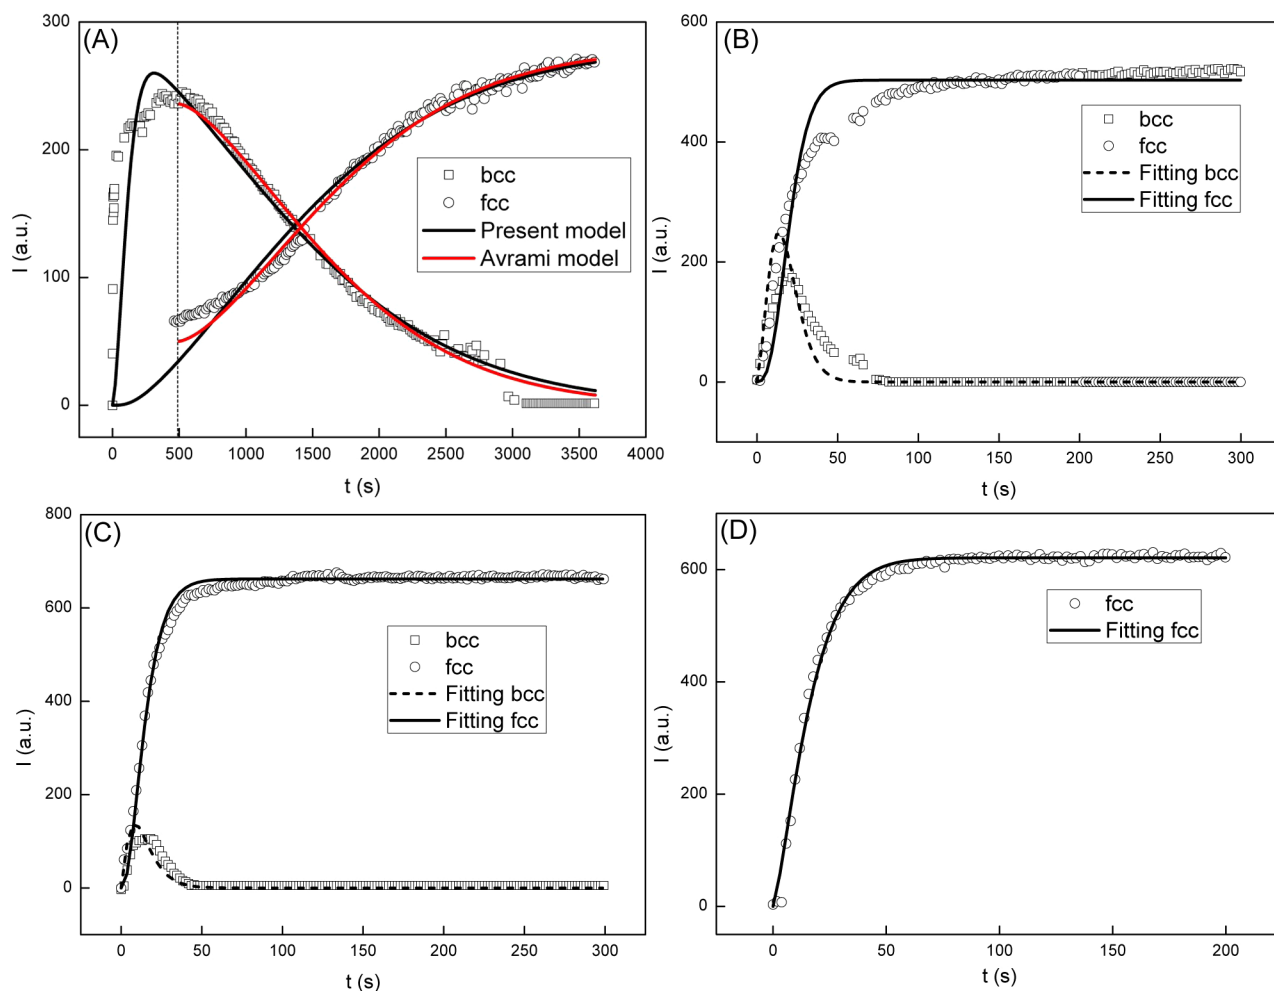 (A)
300
200
100
0
I (a.u.)
bcc
fcc
Present model
Avrami model
0 500 1000 1500 2000 2500 3000 3500 4000
t (s)
(B)
600
400
200
0
I (a.u.)
bcc
fcc
Fitting bcc
Fitting fcc
0 50 100 150 200 250 300
t (s)
(C)
800
600
400
200
0
I (a.u.)
bcc
fcc
Fitting bcc
Fitting fcc
0 50 100 150 200 250 300
t (s)
(D)
600
400
200
0
I (a.u.)
fcc
Fitting fcc
0 50 100 150 200
t (s)